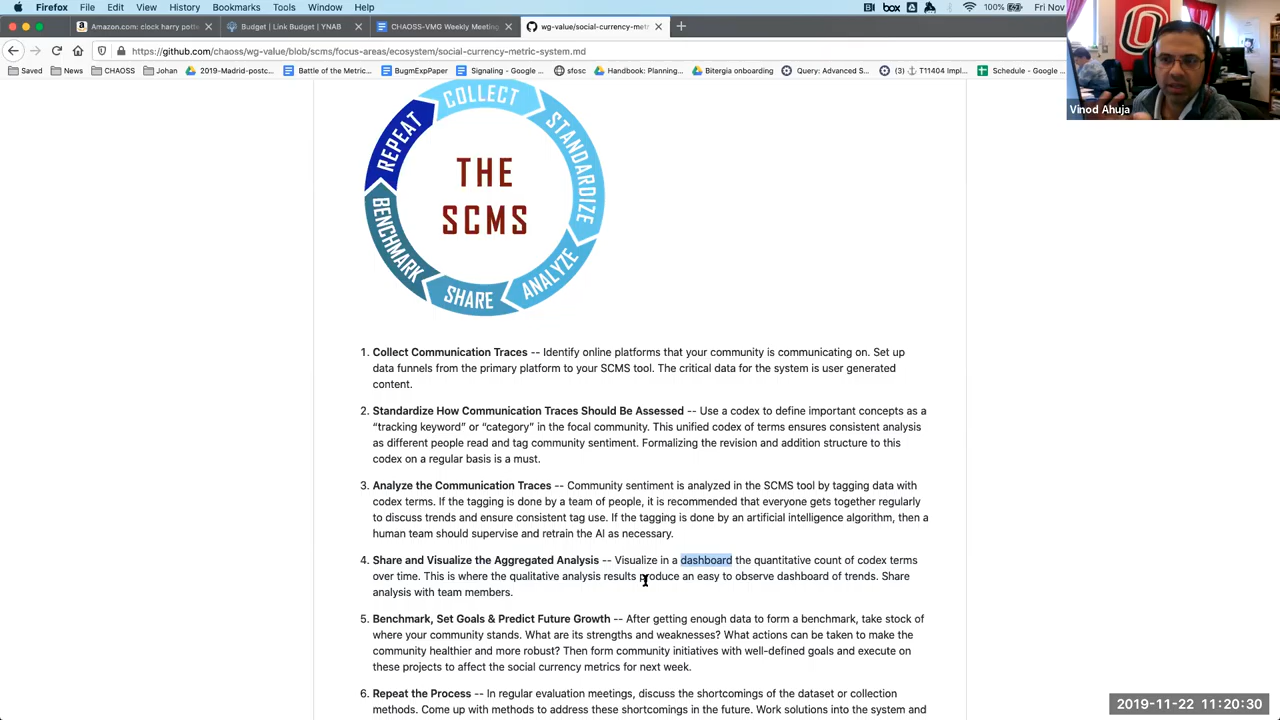 Firefox File Edit View History Bookmarks Tools Window Help
box 100% Fri Nov
Amazon.com: clock harry pott
Budget | Link Budget | YNAB
CHAOSS-VMG Weekly Meeting
wg-value/social-currency-metr
https://github.com/chaoss/wg-value/blob/scms/focus-areas/ecosystem/social-currency-metric-system.md
Saved News CHAOSS Johan 2019-Madrid-postc... Battle of the Metric... BugmExpPaper Signaling - Google ... sfosc Handbook: Planning... Bitergia onboarding Query: Advanced S... (3) T11404 Impl... Schedule - Google ...
Vinod Ahuja
COLLECT
STANDARDIZE
ANALYZE
SHARE
BENCHMARK
REPEAT
THE
SCMS
1. Collect Communication Traces -- Identify online platforms that your community is communicating on. Set up
data funnels from the primary platform to your SCMS tool. The critical data for the system is user generated
content.
2. Standardize How Communication Traces Should Be Assessed -- Use a codex to define important concepts as a
“tracking keyword” or “category” in the focal community. This unified codex of terms ensures consistent analysis
as different people read and tag community sentiment. Formalizing the revision and addition structure to this
codex on a regular basis is a must.
3. Analyze the Communication Traces -- Community sentiment is analyzed in the SCMS tool by tagging data with
codex terms. If the tagging is done by a team of people, it is recommended that everyone gets together regularly
to discuss trends and ensure consistent tag use. If the tagging is done by an artificial intelligence algorithm, then a
human team should supervise and retrain the AI as necessary.
4. Share and Visualize the Aggregated Analysis -- Visualize in a dashboard the quantitative count of codex terms
over time. This is where the qualitative analysis results produce an easy to observe dashboard of trends. Share
analysis with team members.
5. Benchmark, Set Goals & Predict Future Growth -- After getting enough data to form a benchmark, take stock of
where your community stands. What are its strengths and weaknesses? What actions can be taken to make the
community healthier and more robust? Then form community initiatives with well-defined goals and execute on
these projects to affect the social currency metrics for next week.
6. Repeat the Process -- In regular evaluation meetings, discuss the shortcomings of the dataset or collection
methods. Come up with methods to address these shortcomings in the future. Work solutions into the system and
2019-11-22 11:20:30